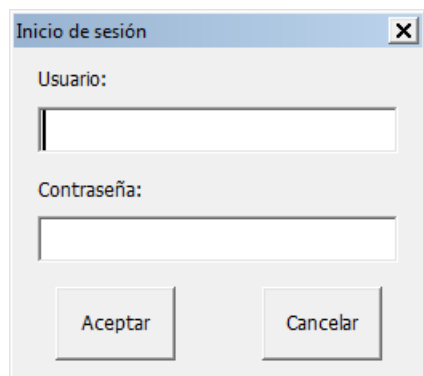 Inicio de sesión
Usuario:
Contraseña:
Aceptar Cancelar